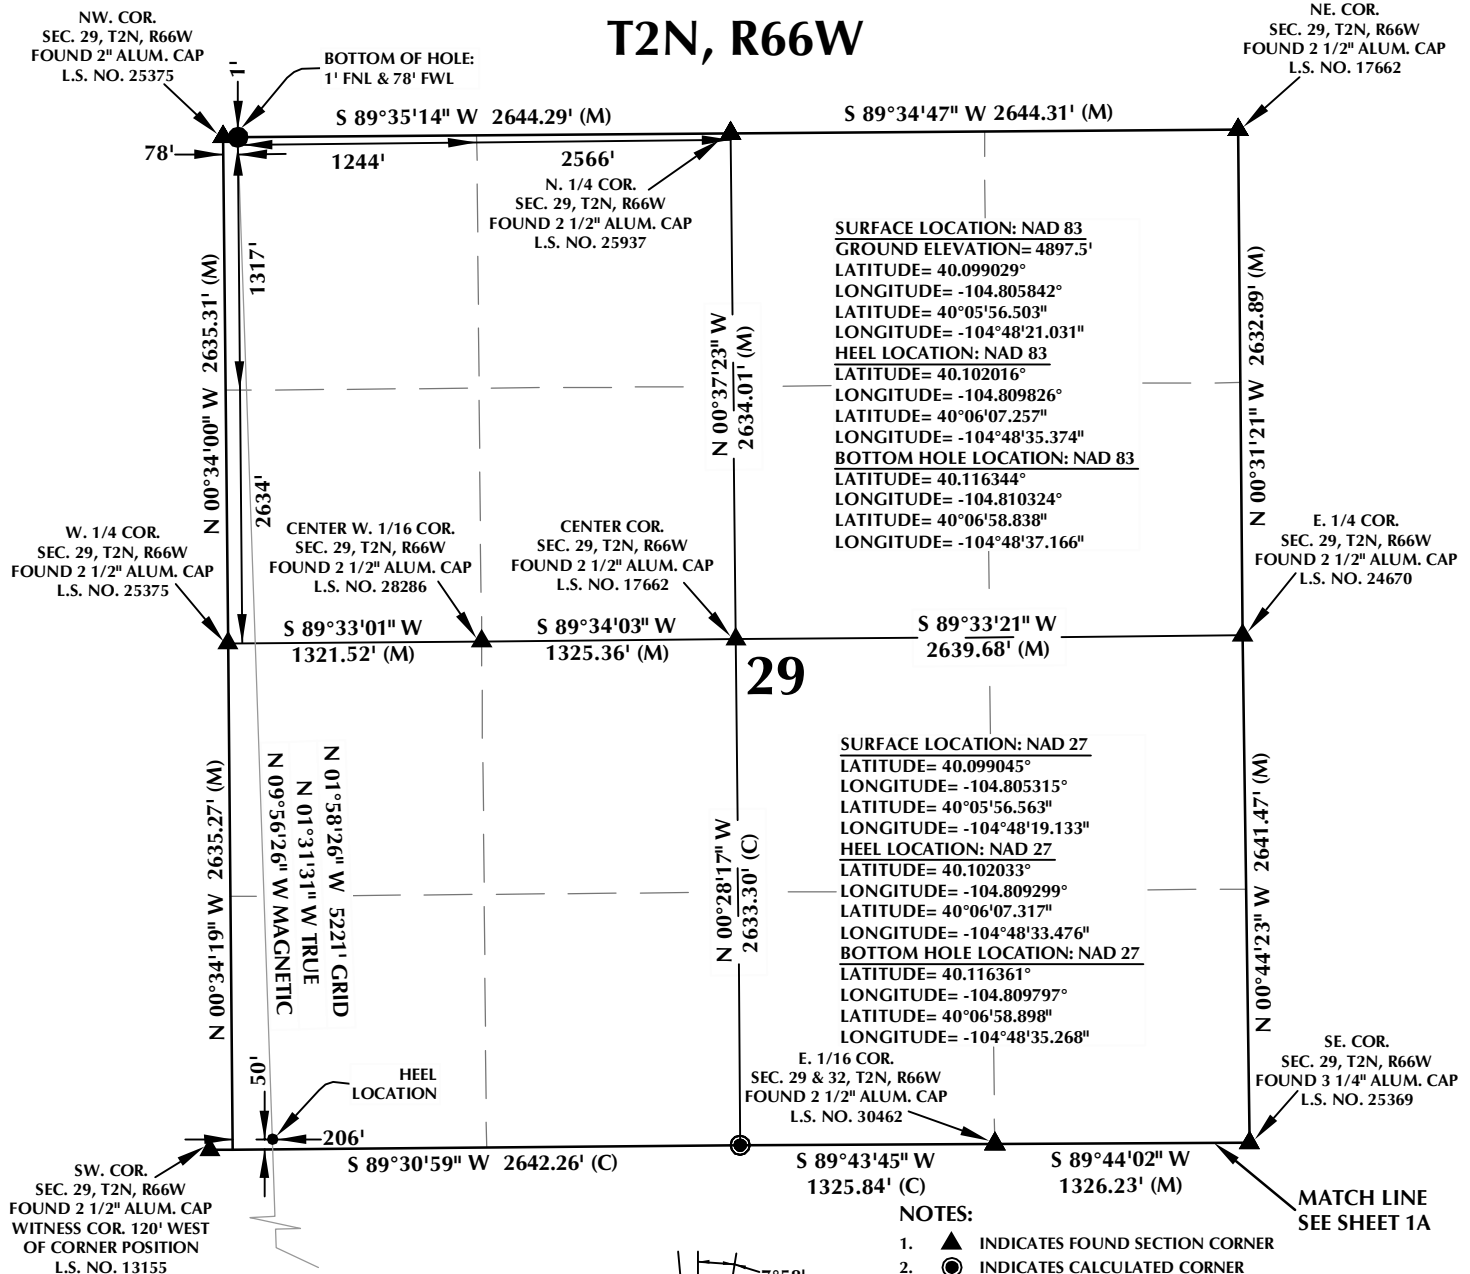 T2N, R66W
NW. COR.
SEC. 29, T2N, R66W
FOUND 2" ALUM. CAP
L.S. NO. 25375
1'
BOTTOM OF HOLE:
1' FNL & 78' FWL
NE. COR.
SEC. 29, T2N, R66W
FOUND 2 1/2" ALUM. CAP
L.S. NO. 17662
S 89°35'14" W 2644.29' (M)
S 89°34'47" W 2644.31' (M)
78'
1244'
2566'
N. 1/4 COR.
SEC. 29, T2N, R66W
FOUND 2 1/2" ALUM. CAP
L.S. NO. 25937
1317'
N 00°34'00" W 2635.31' (M)
2634'
N 00°37'23" W
2634.01' (M)
SURFACE LOCATION: NAD 83
GROUND ELEVATION= 4897.5'
LATITUDE= 40.099029°
LONGITUDE= -104.805842°
LATITUDE= 40°05'56.503"
LONGITUDE= -104°48'21.031"
HEEL LOCATION: NAD 83
LATITUDE= 40.102016°
LONGITUDE= -104.809826°
LATITUDE= 40°06'07.257"
LONGITUDE= -104°48'35.374"
BOTTOM HOLE LOCATION: NAD 83
LATITUDE= 40.116344°
LONGITUDE= -104.810324°
LATITUDE= 40°06'58.838"
LONGITUDE= -104°48'37.166"
N 00°31'21" W 2632.89' (M)
W. 1/4 COR.
SEC. 29, T2N, R66W
FOUND 2 1/2" ALUM. CAP
L.S. NO. 25375
CENTER W. 1/16 COR.
SEC. 29, T2N, R66W
FOUND 2 1/2" ALUM. CAP
L.S. NO. 28286
CENTER COR.
SEC. 29, T2N, R66W
FOUND 2 1/2" ALUM. CAP
L.S. NO. 17662
E. 1/4 COR.
SEC. 29, T2N, R66W
FOUND 2 1/2" ALUM. CAP
L.S. NO. 24670
S 89°33'01" W
1321.52' (M)
S 89°34'03" W
1325.36' (M)
S 89°33'21" W
2639.68' (M)
29
N 00°34'19" W 2635.27' (M)
N 01°58'26" W 5221' GRID
N 01°31'31" W TRUE
N 09°56'26" W MAGNETIC
N 00°28'17" W
2633.30' (C)
SURFACE LOCATION: NAD 27
LATITUDE= 40.099045°
LONGITUDE= -104.805315°
LATITUDE= 40°05'56.563"
LONGITUDE= -104°48'19.133"
HEEL LOCATION: NAD 27
LATITUDE= 40.102033°
LONGITUDE= -104.809299°
LATITUDE= 40°06'07.317"
LONGITUDE= -104°48'33.476"
BOTTOM HOLE LOCATION: NAD 27
LATITUDE= 40.116361°
LONGITUDE= -104.809797°
LATITUDE= 40°06'58.898"
LONGITUDE= -104°48'35.268"
N 00°44'23" W 2641.47' (M)
50'
HEEL
LOCATION
206'
E. 1/16 COR.
SEC. 29 & 32, T2N, R66W
FOUND 2 1/2" ALUM. CAP
L.S. NO. 30462
SE. COR.
SEC. 29, T2N, R66W
FOUND 3 1/4" ALUM. CAP
L.S. NO. 25369
SW. COR.
SEC. 29, T2N, R66W
FOUND 2 1/2" ALUM. CAP
WITNESS COR. 120' WEST
OF CORNER POSITION
L.S. NO. 13155
S 89°30'59" W 2642.26' (C)
S 89°43'45" W
1325.84' (C)
S 89°44'02" W
1326.23' (M)
MATCH LINE
SEE SHEET 1A
NOTES:
1. INDICATES FOUND SECTION CORNER
2. INDICATES CALCULATED CORNER